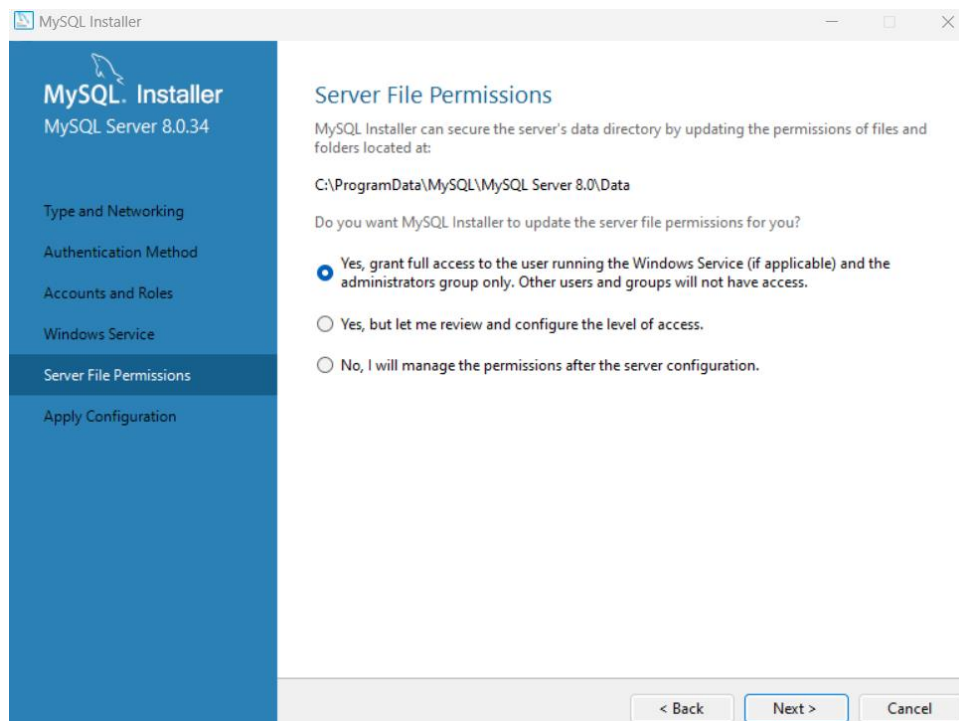 MySQL Installer
MySQL. Installer
MySQL Server 8.0.34
Type and Networking
Authentication Method
Accounts and Roles
Windows Service
Server File Permissions
Apply Configuration
Server File Permissions
MySQL Installer can secure the server's data directory by updating the permissions of files and
folders located at:
C:\ProgramData\MySQL\MySQL Server 8.0\Data
Do you want MySQL Installer to update the server file permissions for you?
Yes, grant full access to the user running the Windows Service (if applicable) and the
administrators group only. Other users and groups will not have access.
Yes, but let me review and configure the level of access.
No, I will manage the permissions after the server configuration.
< Back
Next >
Cancel